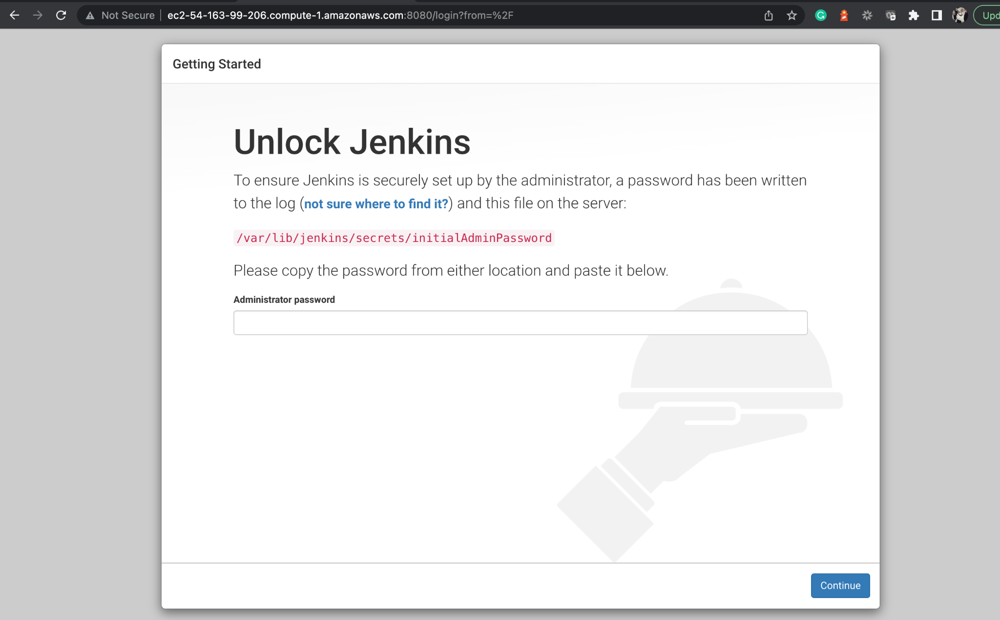 Not Secure | ec2-54-163-99-206.compute-1.amazonaws.com:8080/login?from=%2F
Upd
Getting Started
Unlock Jenkins
To ensure Jenkins is securely set up by the administrator, a password has been written
to the log (not sure where to find it?) and this file on the server:
/var/lib/jenkins/secrets/initialAdminPassword
Please copy the password from either location and paste it below.
Administrator password
Continue